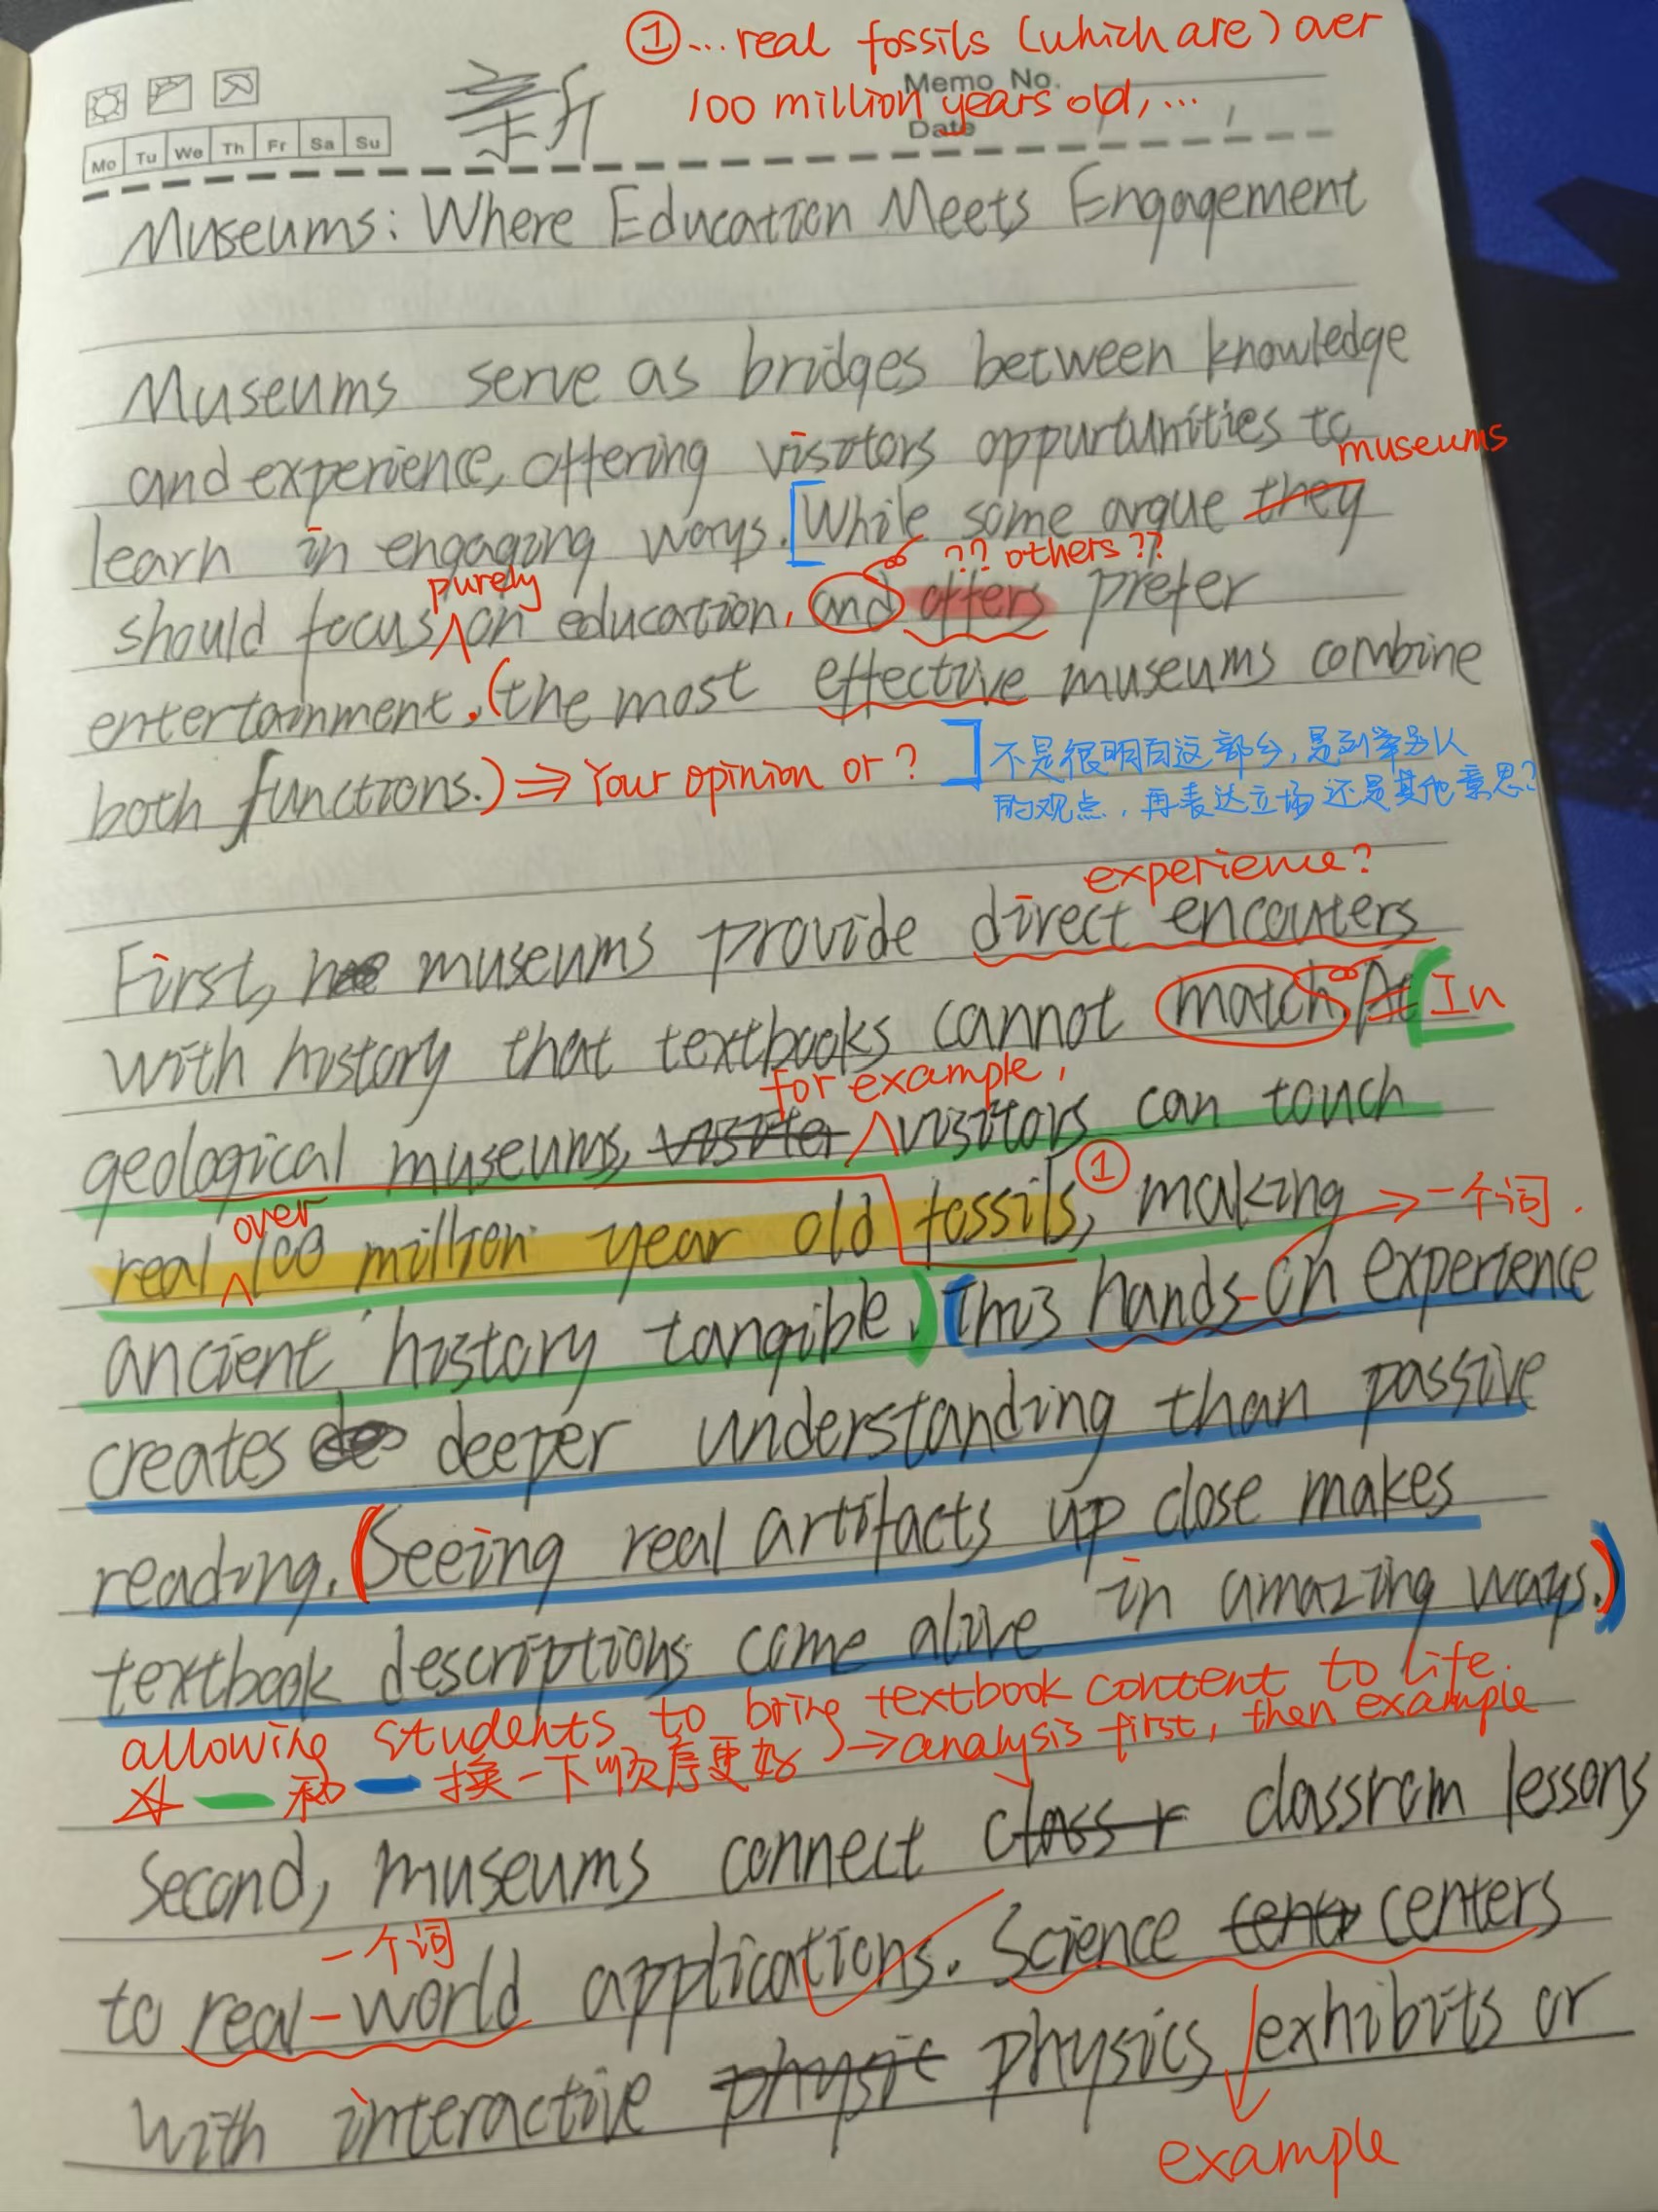 ① ... real fossils (which are) over
100 million years old, ...
新
Memo No.
Date / /
Mo Tu We Th Fr Sa Su
Museums: Where Education Meets Engagement
Museums serve as bridges between knowledge
and experience, offering visitors oppurtunities to
museums
learn in engaging ways. [While some argue they
?? others??
purely
should focus on education, and offers prefer
entertainment. (the most effective museums combine
both functions.) ⇒ Your opinion or? ]
不是很明白这部分,是列举别人
的观点,再表达立场还是其他意思?
experience?
First, museums provide direct encouters
with history that textbooks cannot match. At In
for example,
geological museums, visiter visitors can touch
over
real 100 million year old fossils, ① making → 一个词.
ancient history tangible. This hands-on experience
creates deeper understanding than passive
reading. (Seeing real artifacts up close makes
textbook descriptions come alive in amazing ways.)
allowing students to bring textbook content to life.
☆ 和 换一下顺序更好 → analysis first, then example
Second, museums connect class r classrom lessons
一个词
to real-world applications. Science centers
with interactive physic physics exhibits or
example